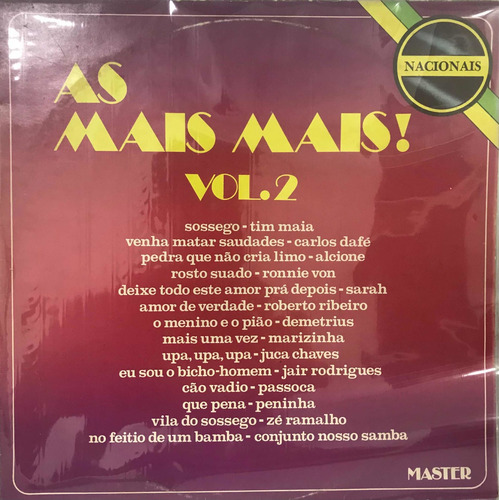 NACIONAIS
AS
MAIS MAIS!
VOL. 2
sossego - tim maia
venha matar saudades - carlos dafé
pedra que não cria limo - alcione
rosto suado - ronnie von
deixe todo este amor prá depois - sarah
amor de verdade - roberto ribeiro
o menino e o pião - demetrius
mais uma vez - marizinha
upa, upa, upa - juca chaves
eu sou o bicho-homem - jair rodrigues
cão vadio - passoca
que pena - peninha
vila do sossego - zé ramalho
no feitio de um bamba - conjunto nosso samba
MASTER